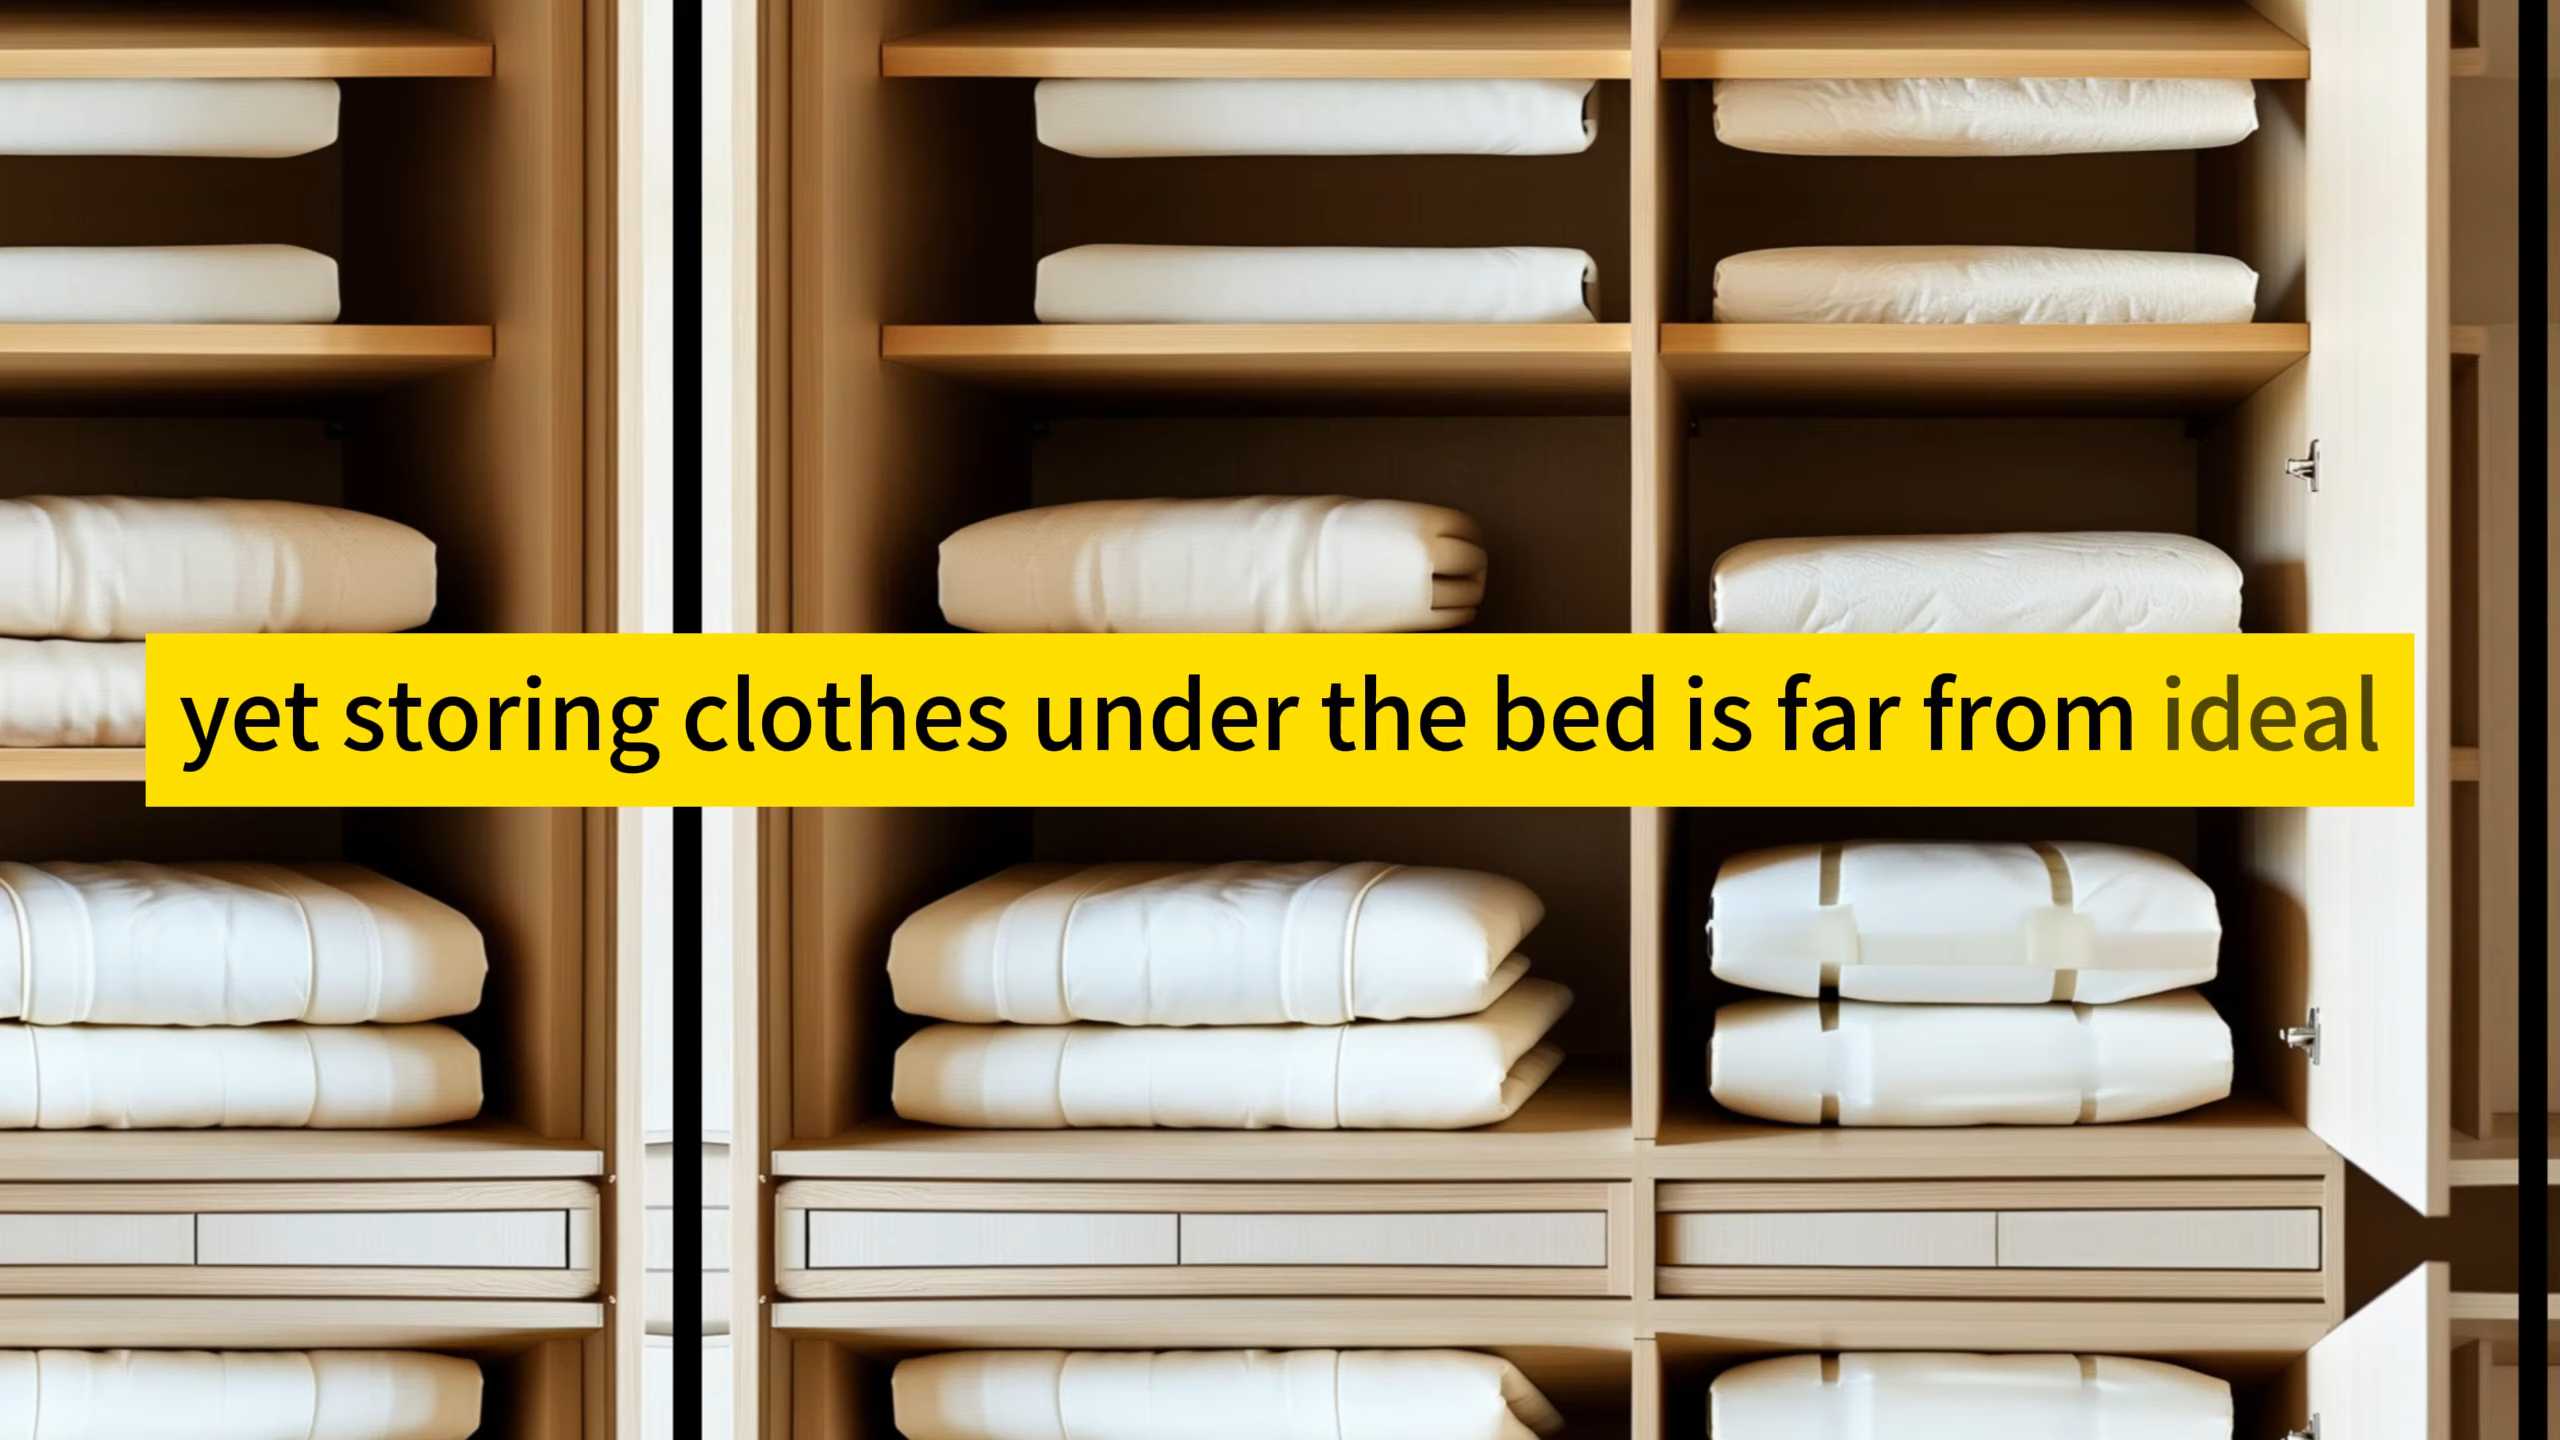 yet storing clothes under the bed is far from ideal